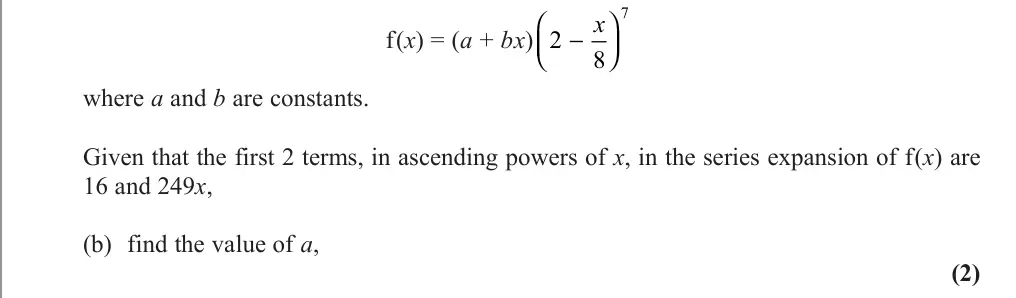 f(x) = (a + bx)(2 − x/8)^7
where a and b are constants.
Given that the first 2 terms, in ascending powers of x, in the series expansion of f(x) are
16 and 249x,
(b) find the value of a,
(2)